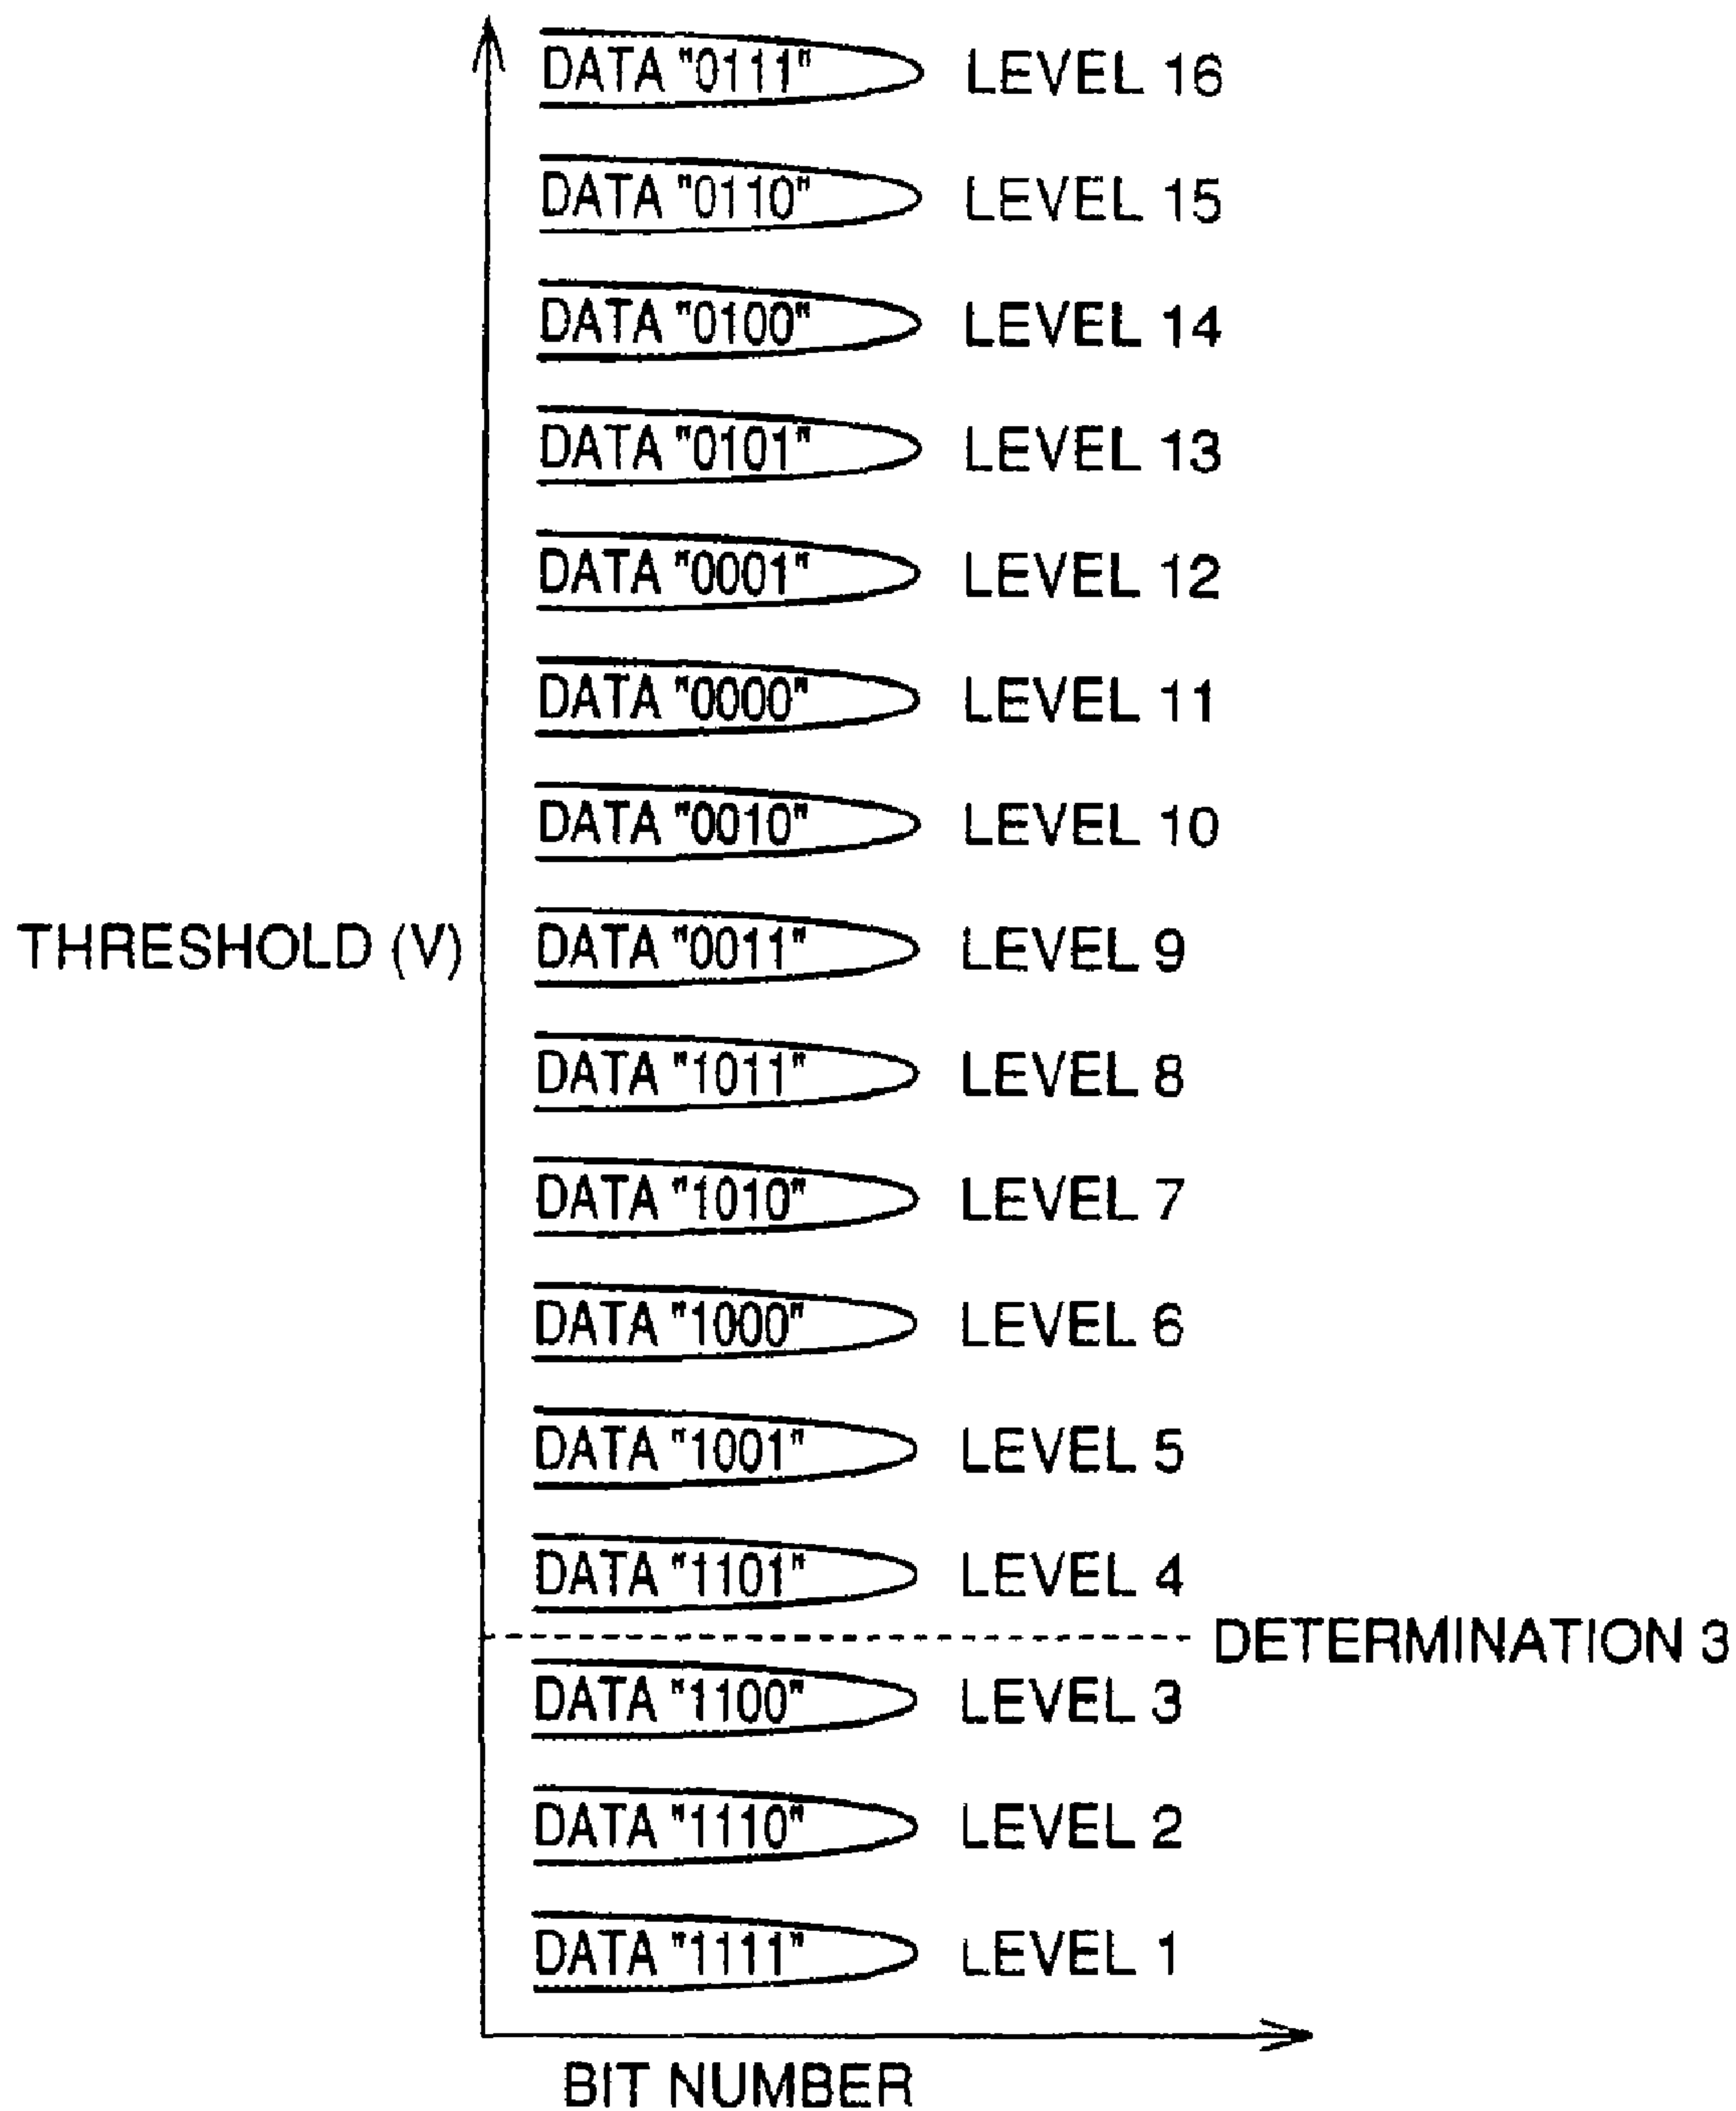 DATA "0111" LEVEL 16
DATA "0110" LEVEL 15
DATA "0100" LEVEL 14
DATA "0101" LEVEL 13
DATA "0001" LEVEL 12
DATA "0000" LEVEL 11
DATA "0010" LEVEL 10
THRESHOLD (V) DATA "0011" LEVEL 9
DATA "1011" LEVEL 8
DATA "1010" LEVEL 7
DATA "1000" LEVEL 6
DATA "1001" LEVEL 5
DATA "1101" LEVEL 4
DETERMINATION 3
DATA "1100" LEVEL 3
DATA "1110" LEVEL 2
DATA "1111" LEVEL 1
BIT NUMBER